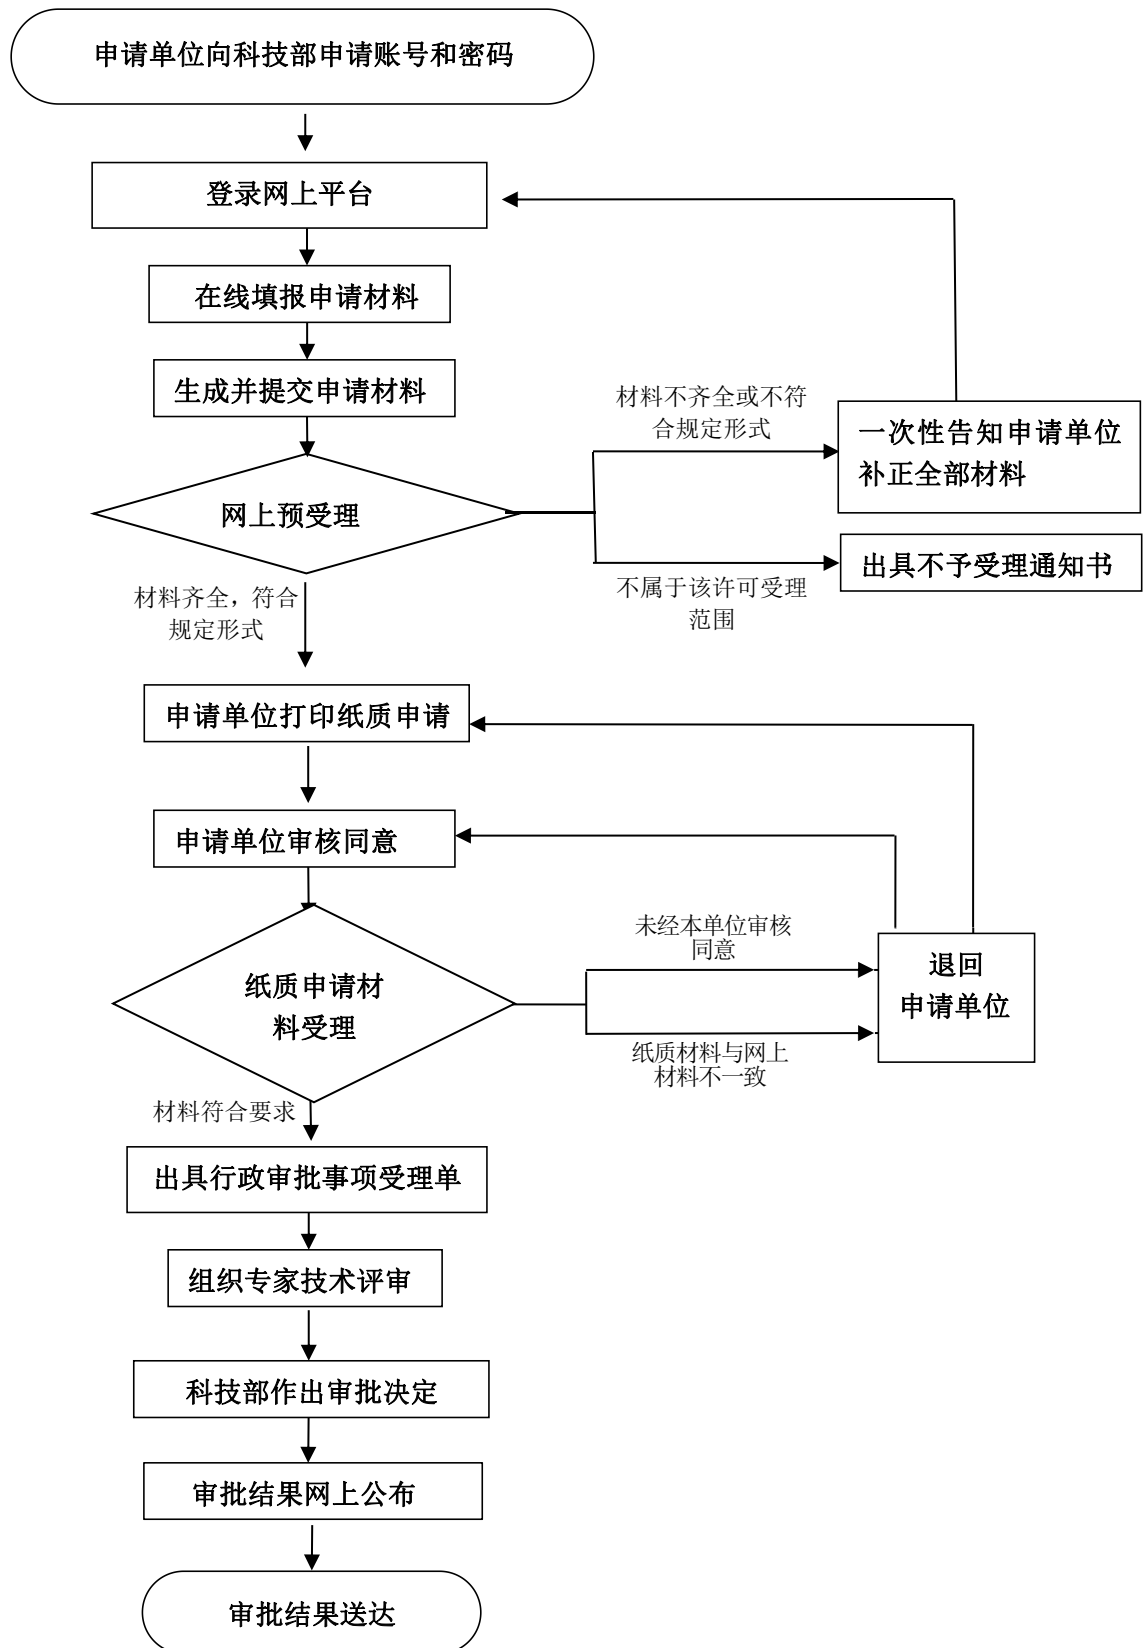 申请单位向科技部申请账号和密码
登录网上平台
在线填报申请材料
生成并提交申请材料
材料不齐全或不符
合规定形式
一次性告知申请单位
补正全部材料
网上预受理
出具不予受理通知书
不属于该许可受理
范围
材料齐全，符合
规定形式
申请单位打印纸质申请
申请单位审核同意
未经本单位审核
同意
退回
申请单位
纸质申请材
料受理
纸质材料与网上
材料不一致
材料符合要求
出具行政审批事项受理单
组织专家技术评审
科技部作出审批决定
审批结果网上公布
审批结果送达